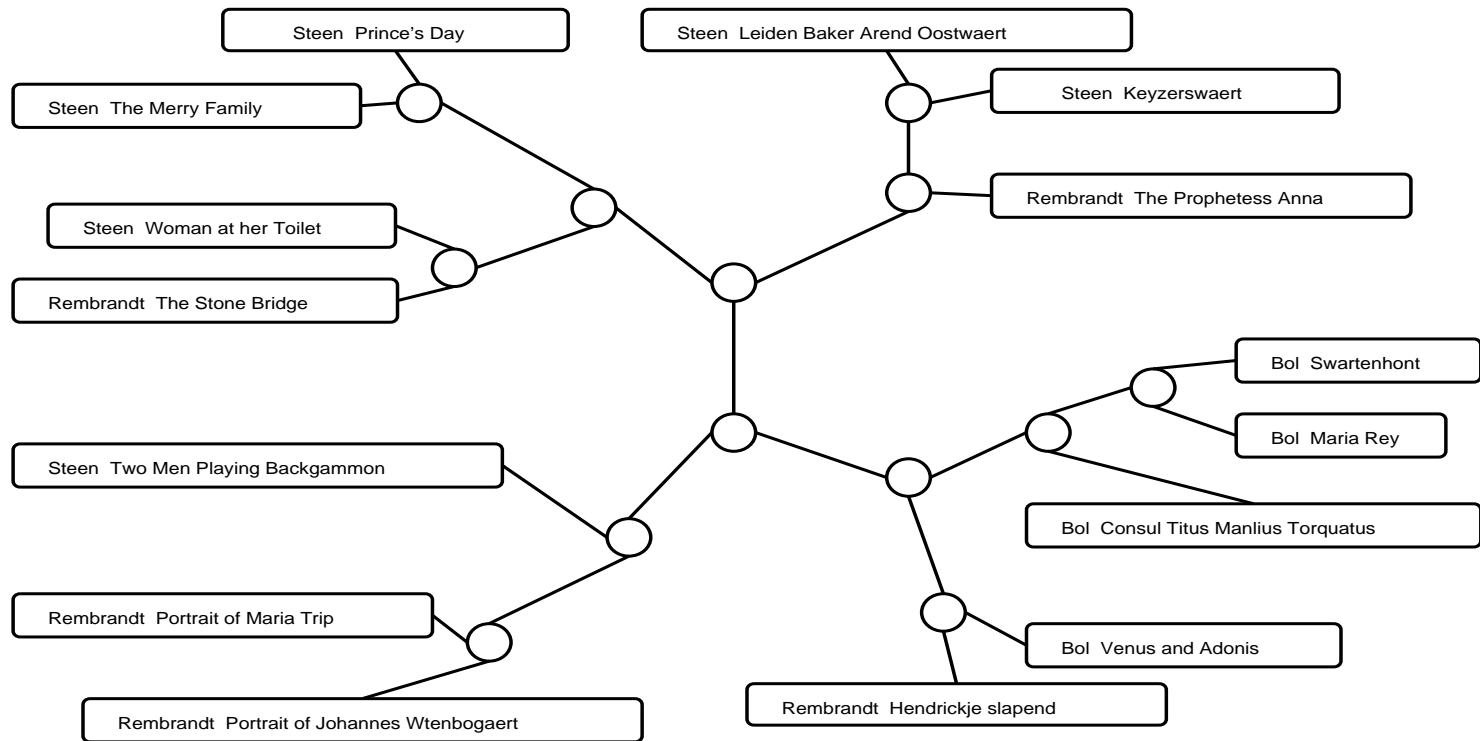 Steen Prince's Day
Steen Leiden Baker Arend Oostwaert
Steen The Merry Family
Steen Keyzerswaert
Rembrandt The Prophetess Anna
Steen Woman at her Toilet
Rembrandt The Stone Bridge
Bol Swartenhont
Bol Maria Rey
Steen Two Men Playing Backgammon
Bol Consul Titus Manlius Torquatus
Rembrandt Portrait of Maria Trip
Bol Venus and Adonis
Rembrandt Hendrickje slapend
Rembrandt Portrait of Johannes Wtenbogaert